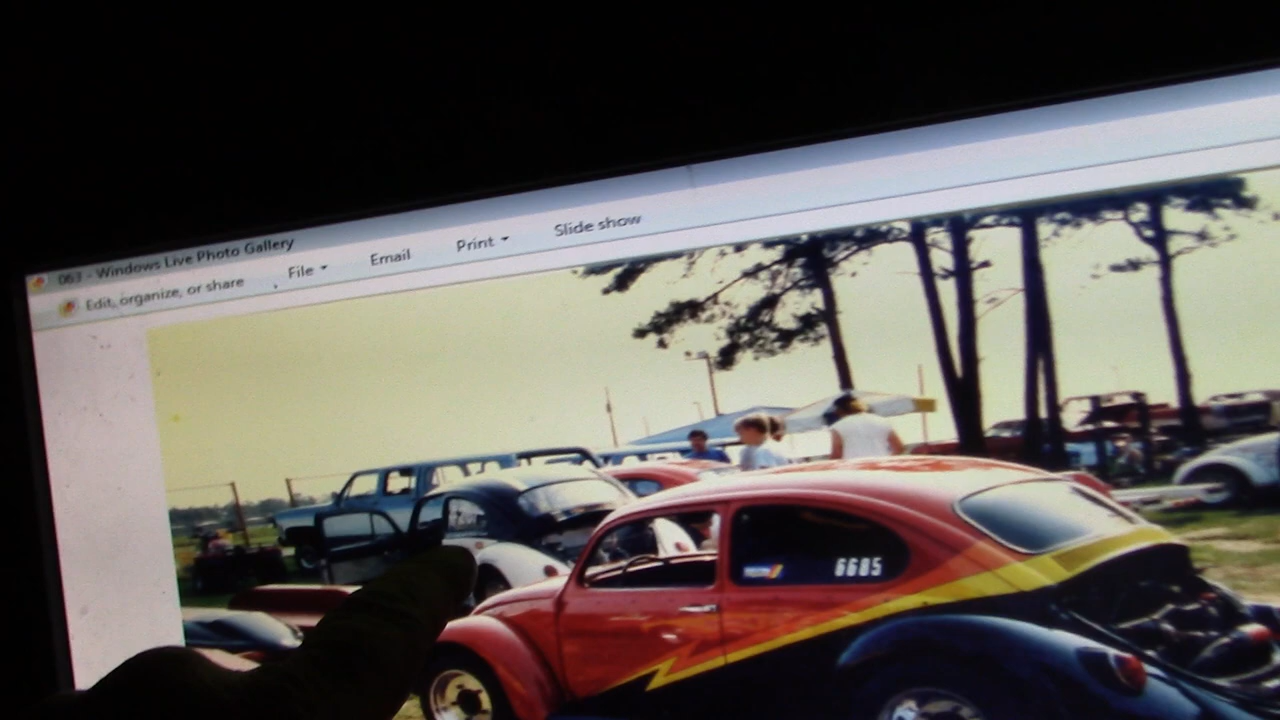 063 - Windows Live Photo Gallery
Edit, organize, or share File Email Print Slide show
6685